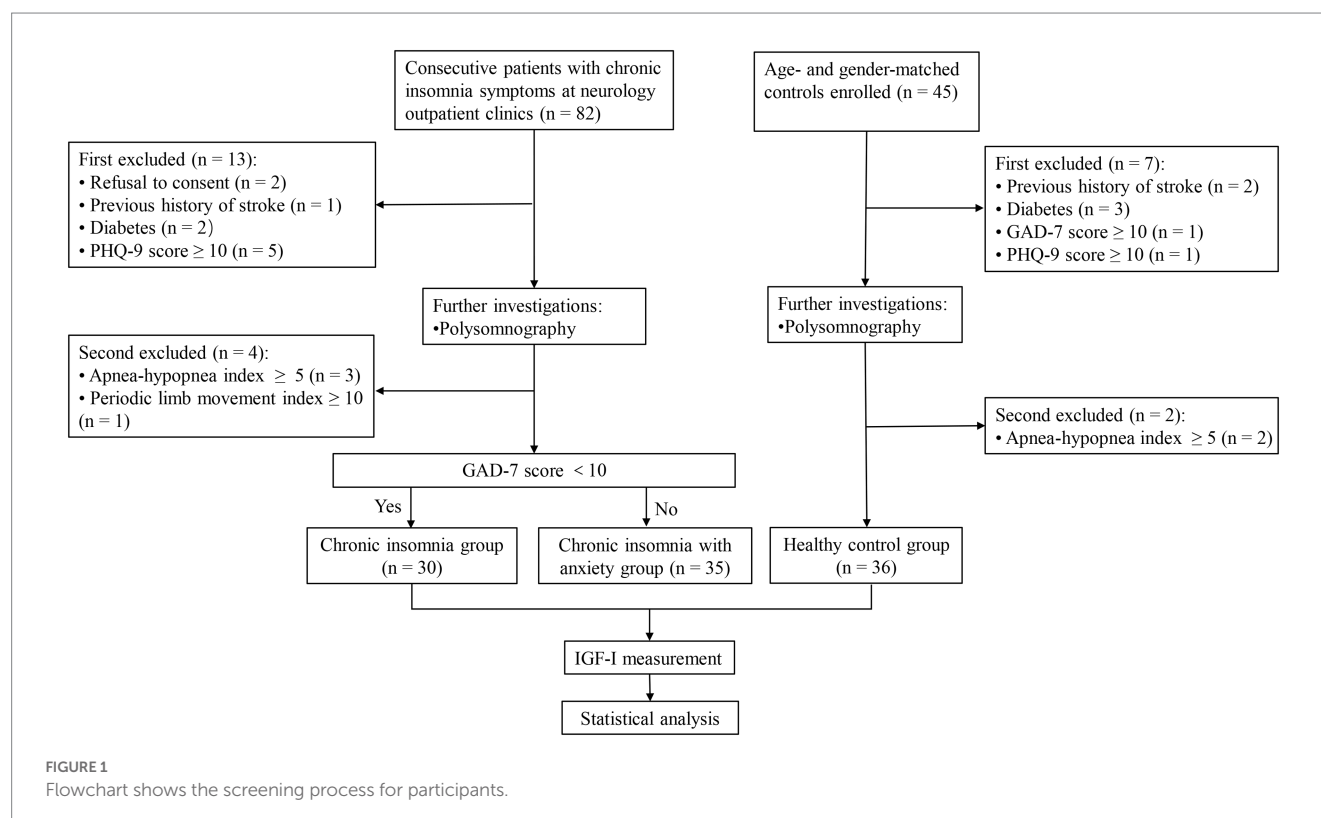 Consecutive patients with chronic
insomnia symptoms at neurology
outpatient clinics (n = 82)
Age- and gender-matched
controls enrolled (n = 45)
First excluded (n = 13):
• Refusal to consent (n = 2)
• Previous history of stroke (n = 1)
• Diabetes (n = 2)
• PHQ-9 score ≥ 10 (n = 5)
First excluded (n = 7):
• Previous history of stroke (n = 2)
• Diabetes (n = 3)
• GAD-7 score ≥ 10 (n = 1)
• PHQ-9 score ≥ 10 (n = 1)
Further investigations:
•Polysomnography
Further investigations:
•Polysomnography
Second excluded (n = 4):
• Apnea-hypopnea index ≥ 5 (n = 3)
• Periodic limb movement index ≥ 10
(n = 1)
Second excluded (n = 2):
• Apnea-hypopnea index ≥ 5 (n = 2)
GAD-7 score < 10
Yes
No
Chronic insomnia group
(n = 30)
Chronic insomnia with
anxiety group (n = 35)
Healthy control group
(n = 36)
IGF-I measurement
Statistical analysis
FIGURE 1
Flowchart shows the screening process for participants.